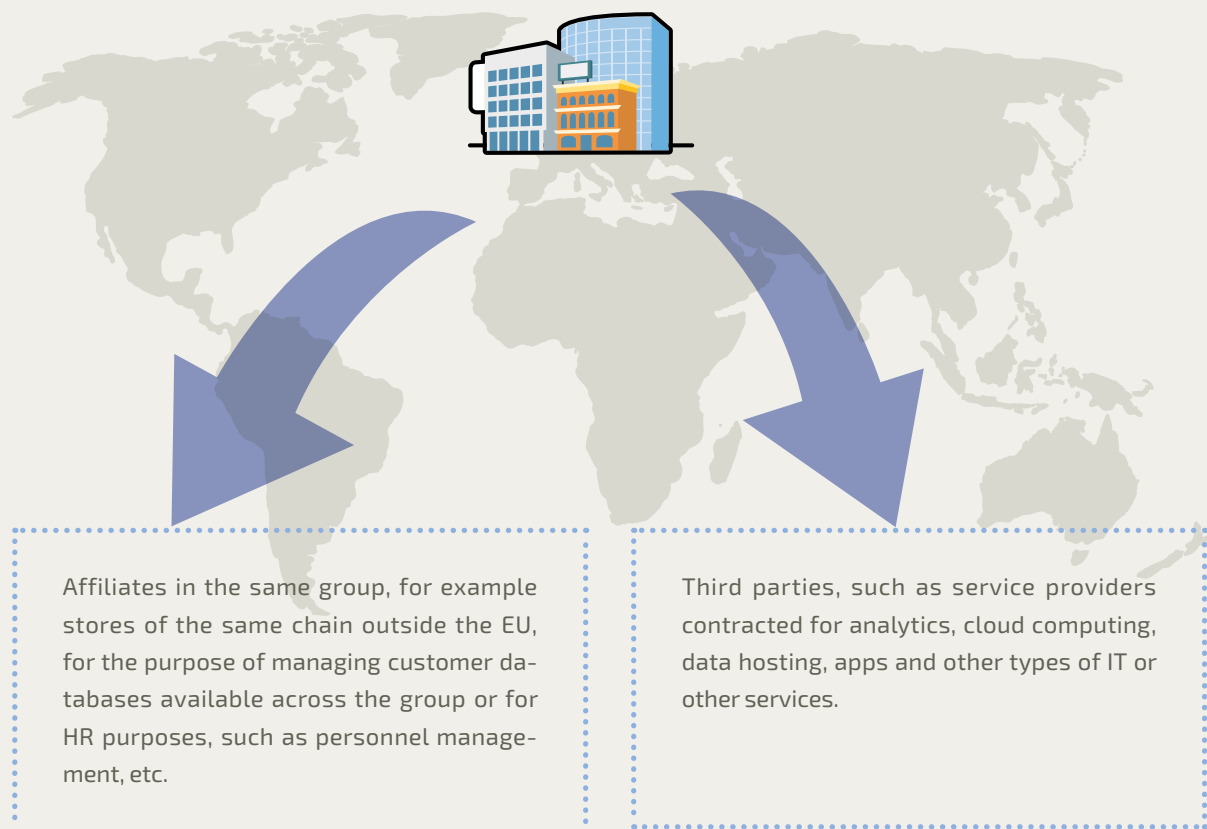 Affiliates in the same group, for example
stores of the same chain outside the EU,
for the purpose of managing customer da-
tabases available across the group or for
HR purposes, such as personnel manage-
ment, etc.
Third parties, such as service providers
contracted for analytics, cloud computing,
data hosting, apps and other types of IT or
other services.